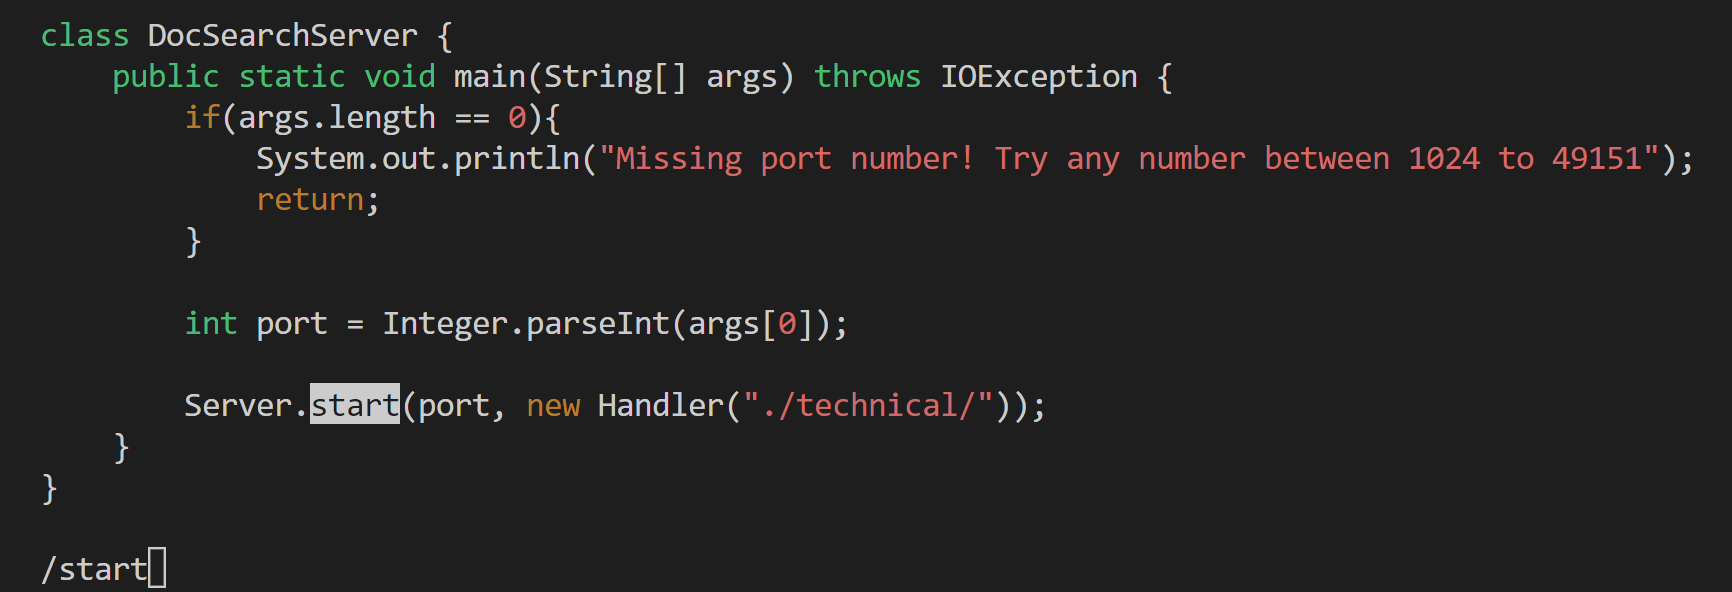 class DocSearchServer {
    public static void main(String[] args) throws IOException {
        if(args.length == 0){
            System.out.println("Missing port number! Try any number between 1024 to 49151");
            return;
        }

        int port = Integer.parseInt(args[0]);

        Server.start(port, new Handler("./technical/"));
    }
}

/start